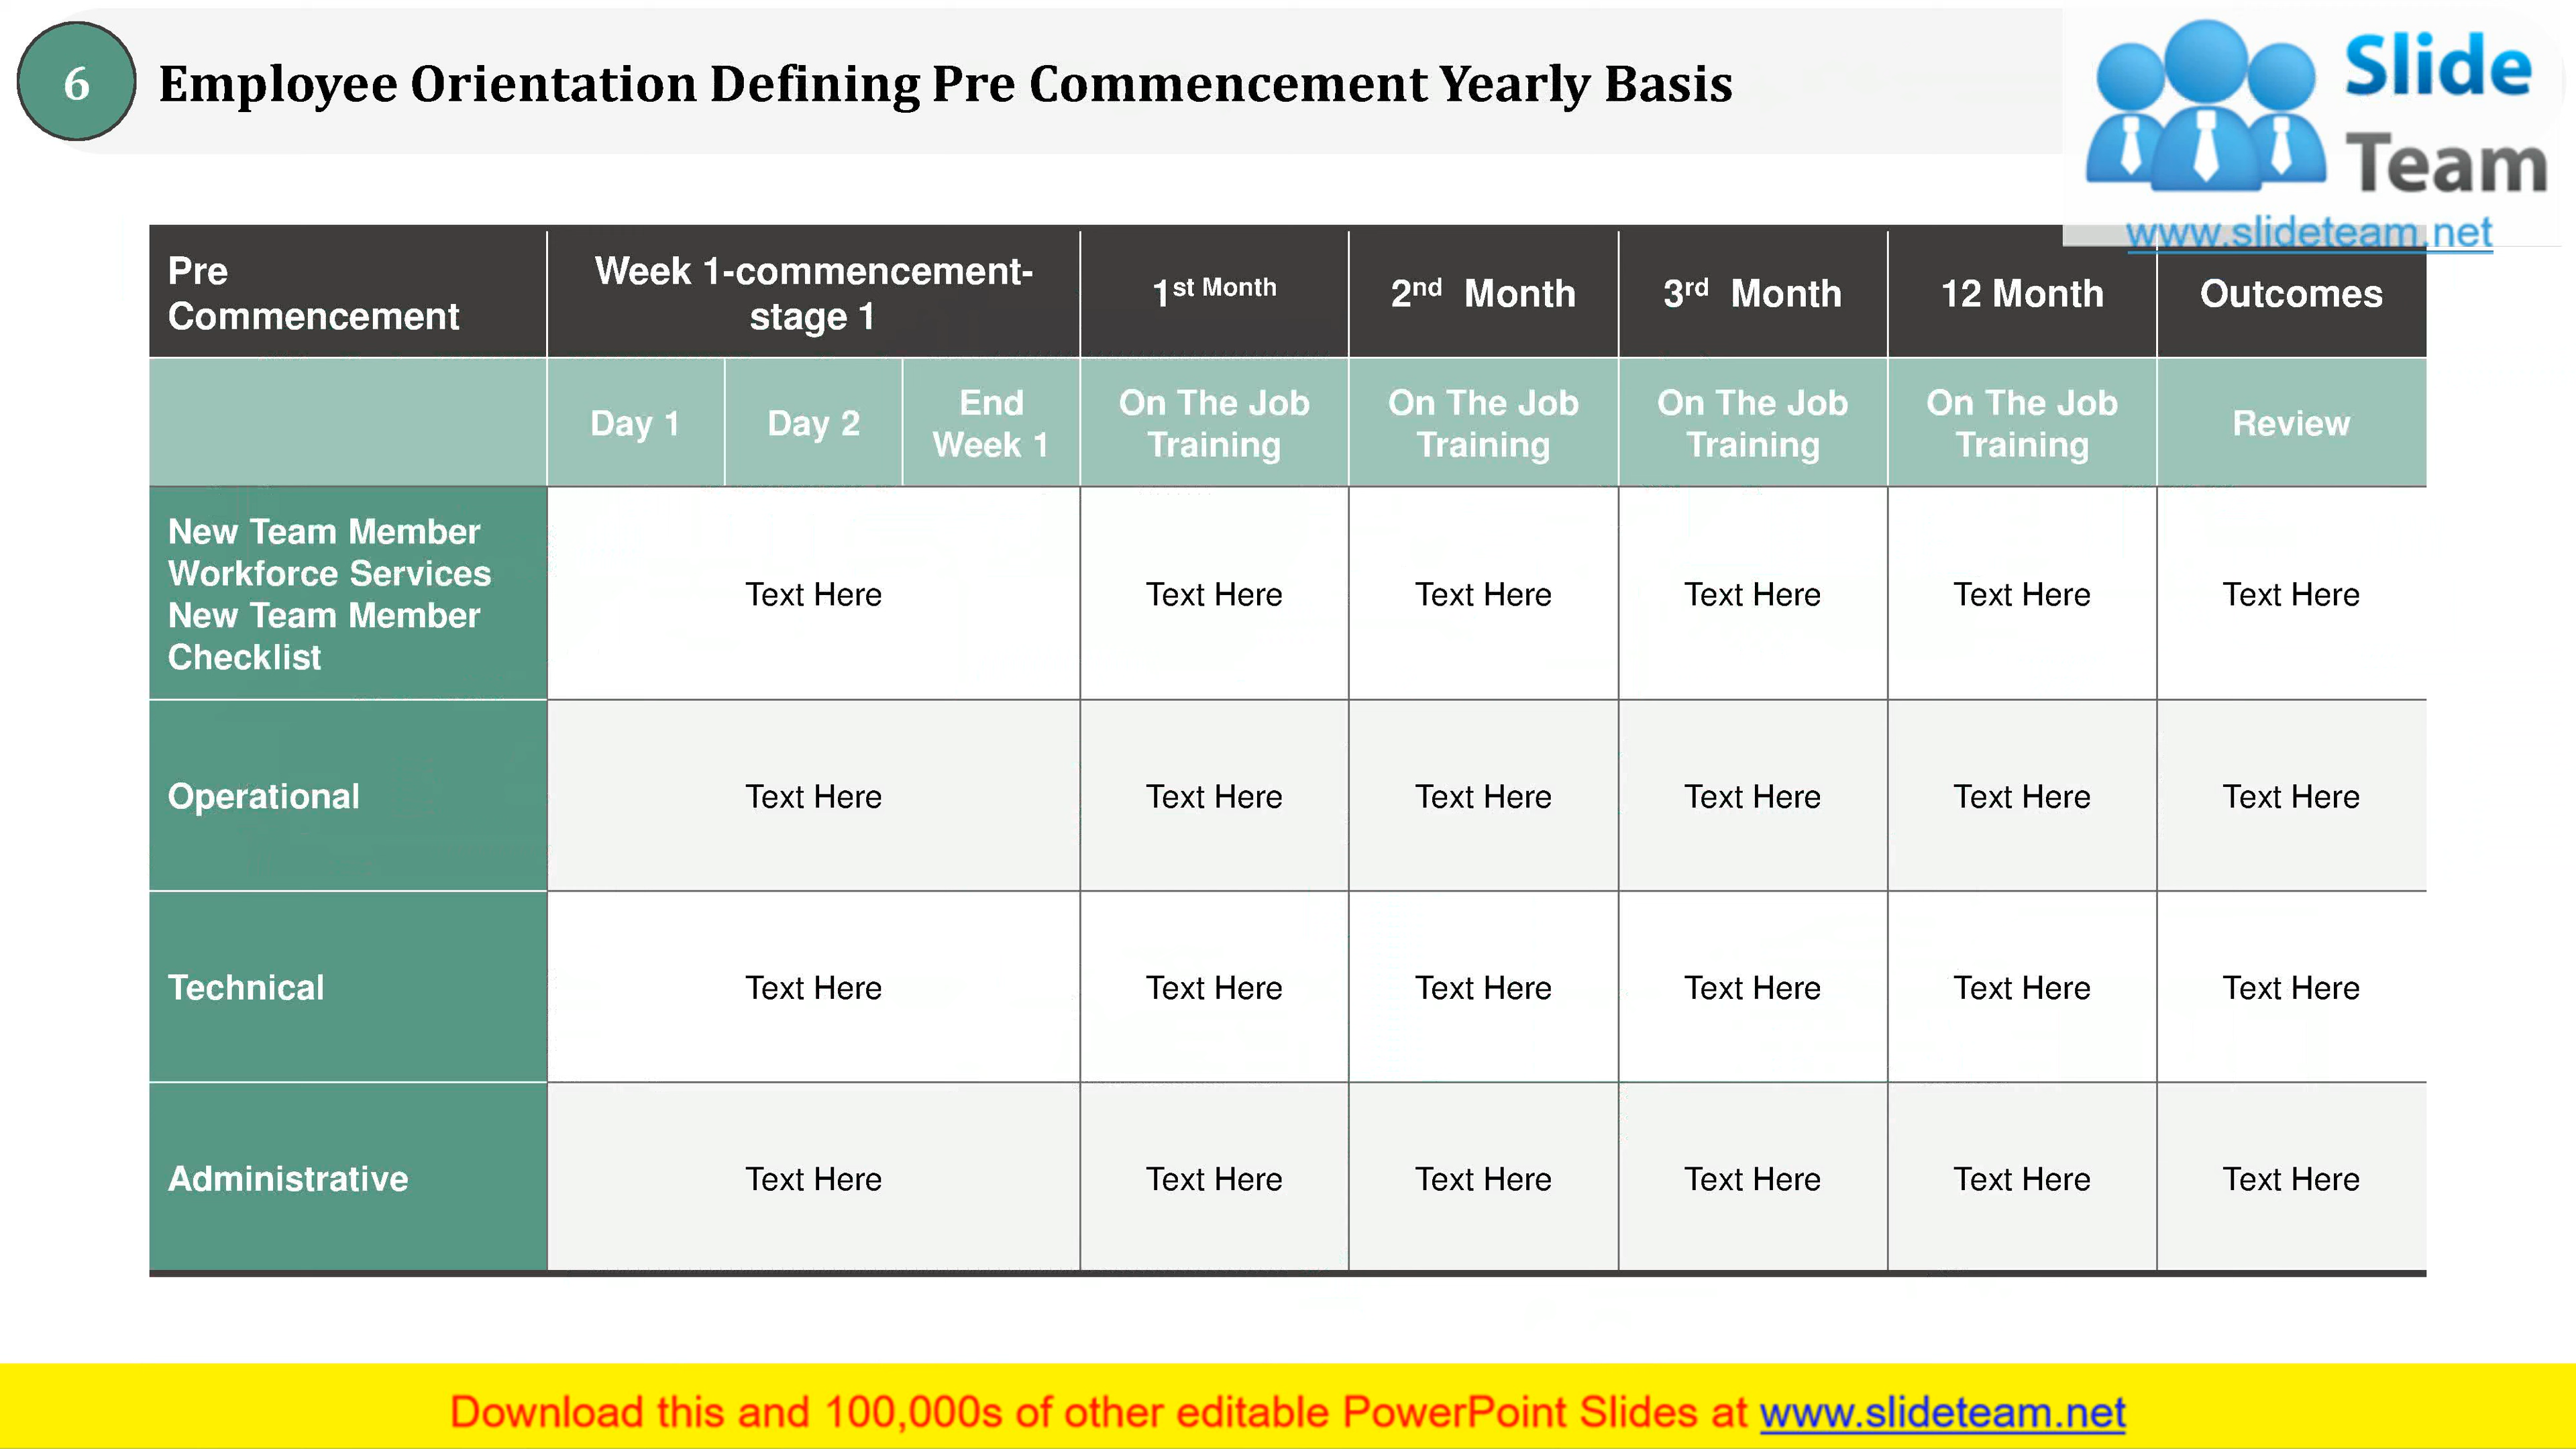 6
Employee Orientation Defining Pre Commencement Yearly Basis
Slide
Team
www.slideteam.net
Pre
Commencement
Week 1-commencement-
stage 1
1st Month
2nd Month
3rd Month
12 Month
Outcomes
Day 1
Day 2
End
Week 1
On The Job
Training
On The Job
Training
On The Job
Training
On The Job
Training
Review
New Team Member
Workforce Services
New Team Member
Checklist
Text Here
Text Here
Text Here
Text Here
Text Here
Text Here
Operational
Text Here
Text Here
Text Here
Text Here
Text Here
Text Here
Technical
Text Here
Text Here
Text Here
Text Here
Text Here
Text Here
Administrative
Text Here
Text Here
Text Here
Text Here
Text Here
Text Here
Download this and 100,000s of other editable PowerPoint Slides at www.slideteam.net